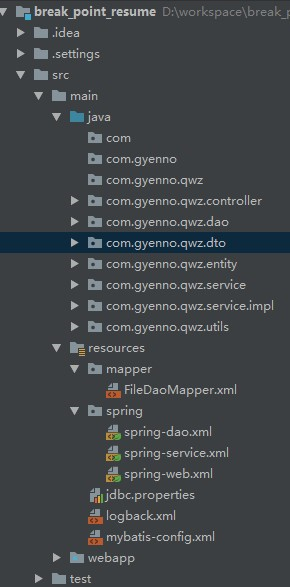 break_point_resume D:\workspace\break_p
.idea
.settings
src
main
java
com
com.gyenno
com.gyenno.qwz
com.gyenno.qwz.controller
com.gyenno.qwz.dao
com.gyenno.qwz.dto
com.gyenno.qwz.entity
com.gyenno.qwz.service
com.gyenno.qwz.service.impl
com.gyenno.qwz.utils
resources
mapper
FileDaoMapper.xml
spring
spring-dao.xml
spring-service.xml
spring-web.xml
jdbc.properties
logback.xml
mybatis-config.xml
webapp
test